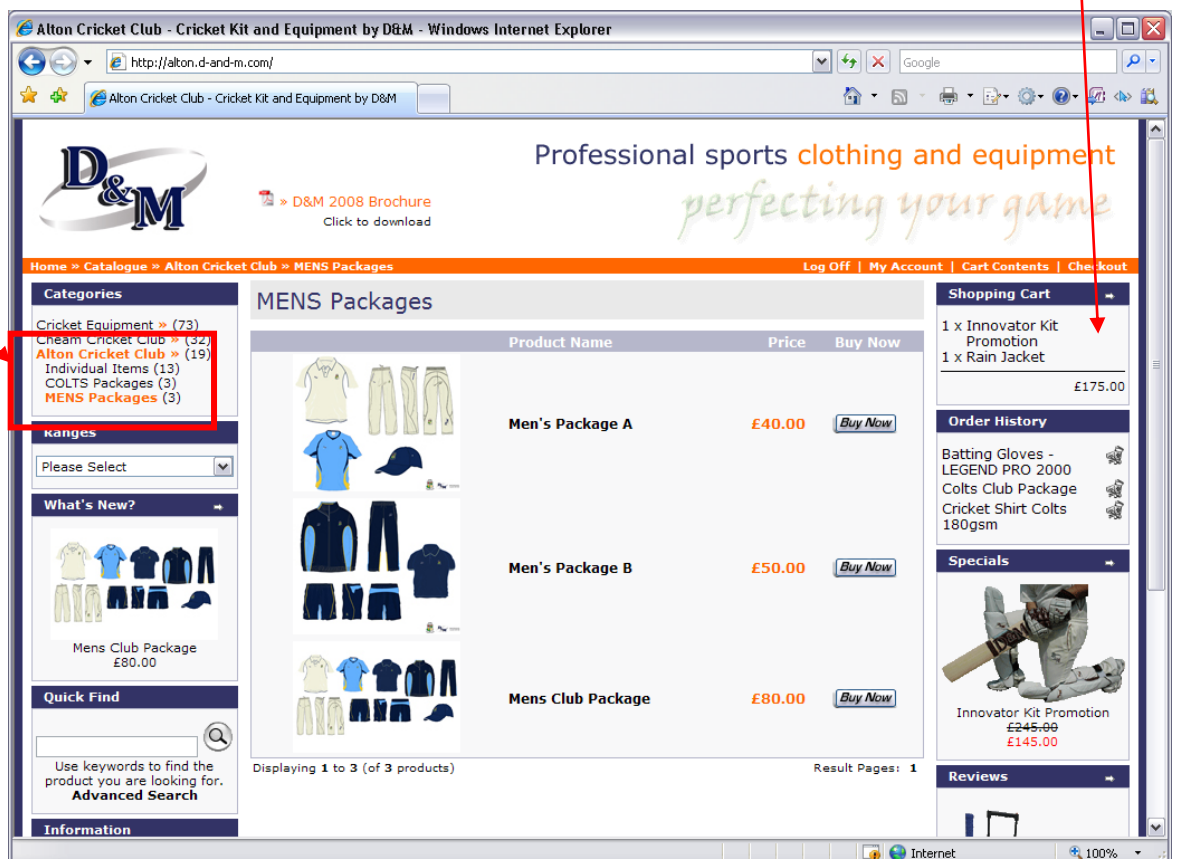 Alton Cricket Club - Cricket Kit and Equipment by D&M - Windows Internet Explorer
http://alton.d-and-m.com/
Google
Alton Cricket Club - Cricket Kit and Equipment by D&M
D&M
» D&M 2008 Brochure
Click to download
Professional sports clothing and equipment
perfecting your game
Home » Catalogue » Alton Cricket Club » MENS Packages
Log Off | My Account | Cart Contents | Checkout
Categories
Cricket Equipment » (73)
Cheam Cricket Club » (32)
Alton Cricket Club » (19)
Individual Items (13)
COLTS Packages (3)
MENS Packages (3)
Ranges
Please Select
What's New?
Mens Club Package
£80.00
Quick Find
Use keywords to find the
product you are looking for.
Advanced Search
Information
MENS Packages
Product Name Price Buy Now
Men's Package A £40.00 Buy Now
Men's Package B £50.00 Buy Now
Mens Club Package £80.00 Buy Now
Displaying 1 to 3 (of 3 products)
Result Pages: 1
Shopping Cart
1 x Innovator Kit
Promotion
1 x Rain Jacket
£175.00
Order History
Batting Gloves -
LEGEND PRO 2000
Colts Club Package
Cricket Shirt Colts
180gsm
Specials
Innovator Kit Promotion
£245.00
£145.00
Reviews
Internet
100%